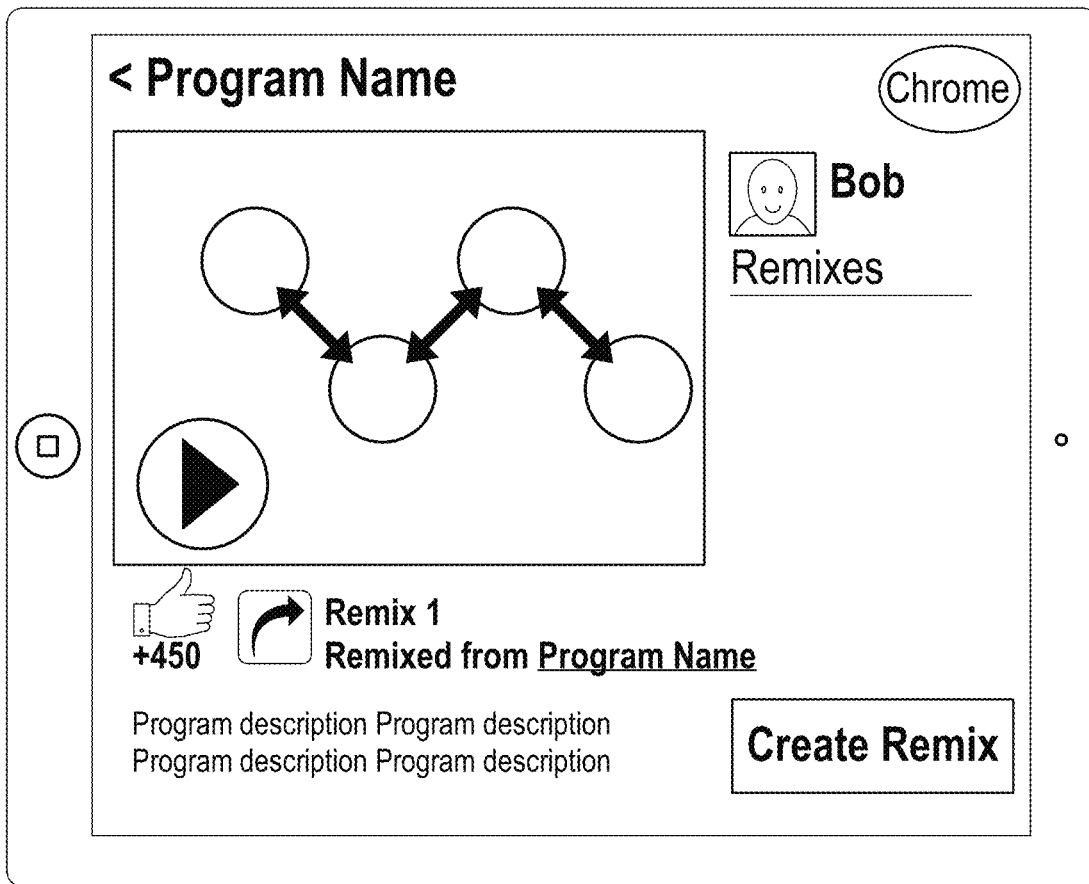 < Program Name
Chrome
Bob
Remixes
+450
Remix 1
Remixed from Program Name
Program description Program description
Program description Program description
Create Remix